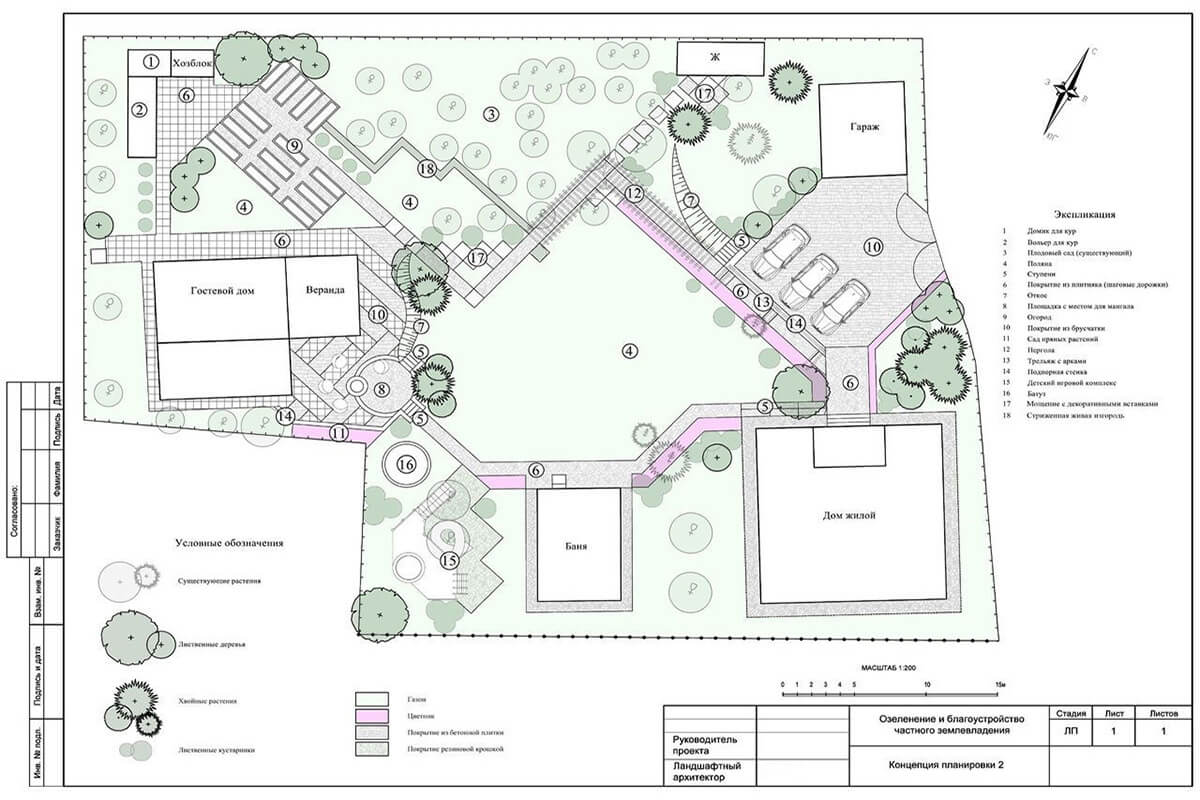 1
Хозблок
2
6
Ж
17
3
Гараж
9
18
4
4
12
7
6
5
10
17
Гостевой дом
Веранда
10
7
6
13
14
5
8
4
6
14
11
5
5
16
6
15
Баня
Дом жилой
С
З
В
Ю
Экспликация
1 Домик для кур
2 Вольер для кур
3 Плодовый сад (существующий)
4 Поляна
5 Ступени
6 Покрытие из плитняка (шаговые дорожки)
7 Откос
8 Площадка с местом для мангала
9 Огород
10 Покрытие из брусчатки
11 Сад пряных растений
12 Пергола
13 Трельяж с арками
14 Подпорная стенка
15 Детский игровой комплекс
16 Батут
17 Мощение с декоративными вставками
18 Стриженная живая изгородь
Условные обозначения
Существующие растения
Лиственные деревья
Хвойные растения
Лиственные кустарники
Газон
Цветник
Покрытие из бетонной плитки
Покрытие резиновой крошкой
МАСШТАБ 1:200
0 1 2 3 4 5 10 15м
Согласовано:
Заказчик Фамилия Подпись Дата
Взам. инв. №
Подпись и дата
Инв. № подл.
Руководитель
проекта
Ландшафтный
архитектор
Озеленение и благоустройство
частного землевладения
Концепция планировки 2
Стадия Лист Листов
ЛП 1 1